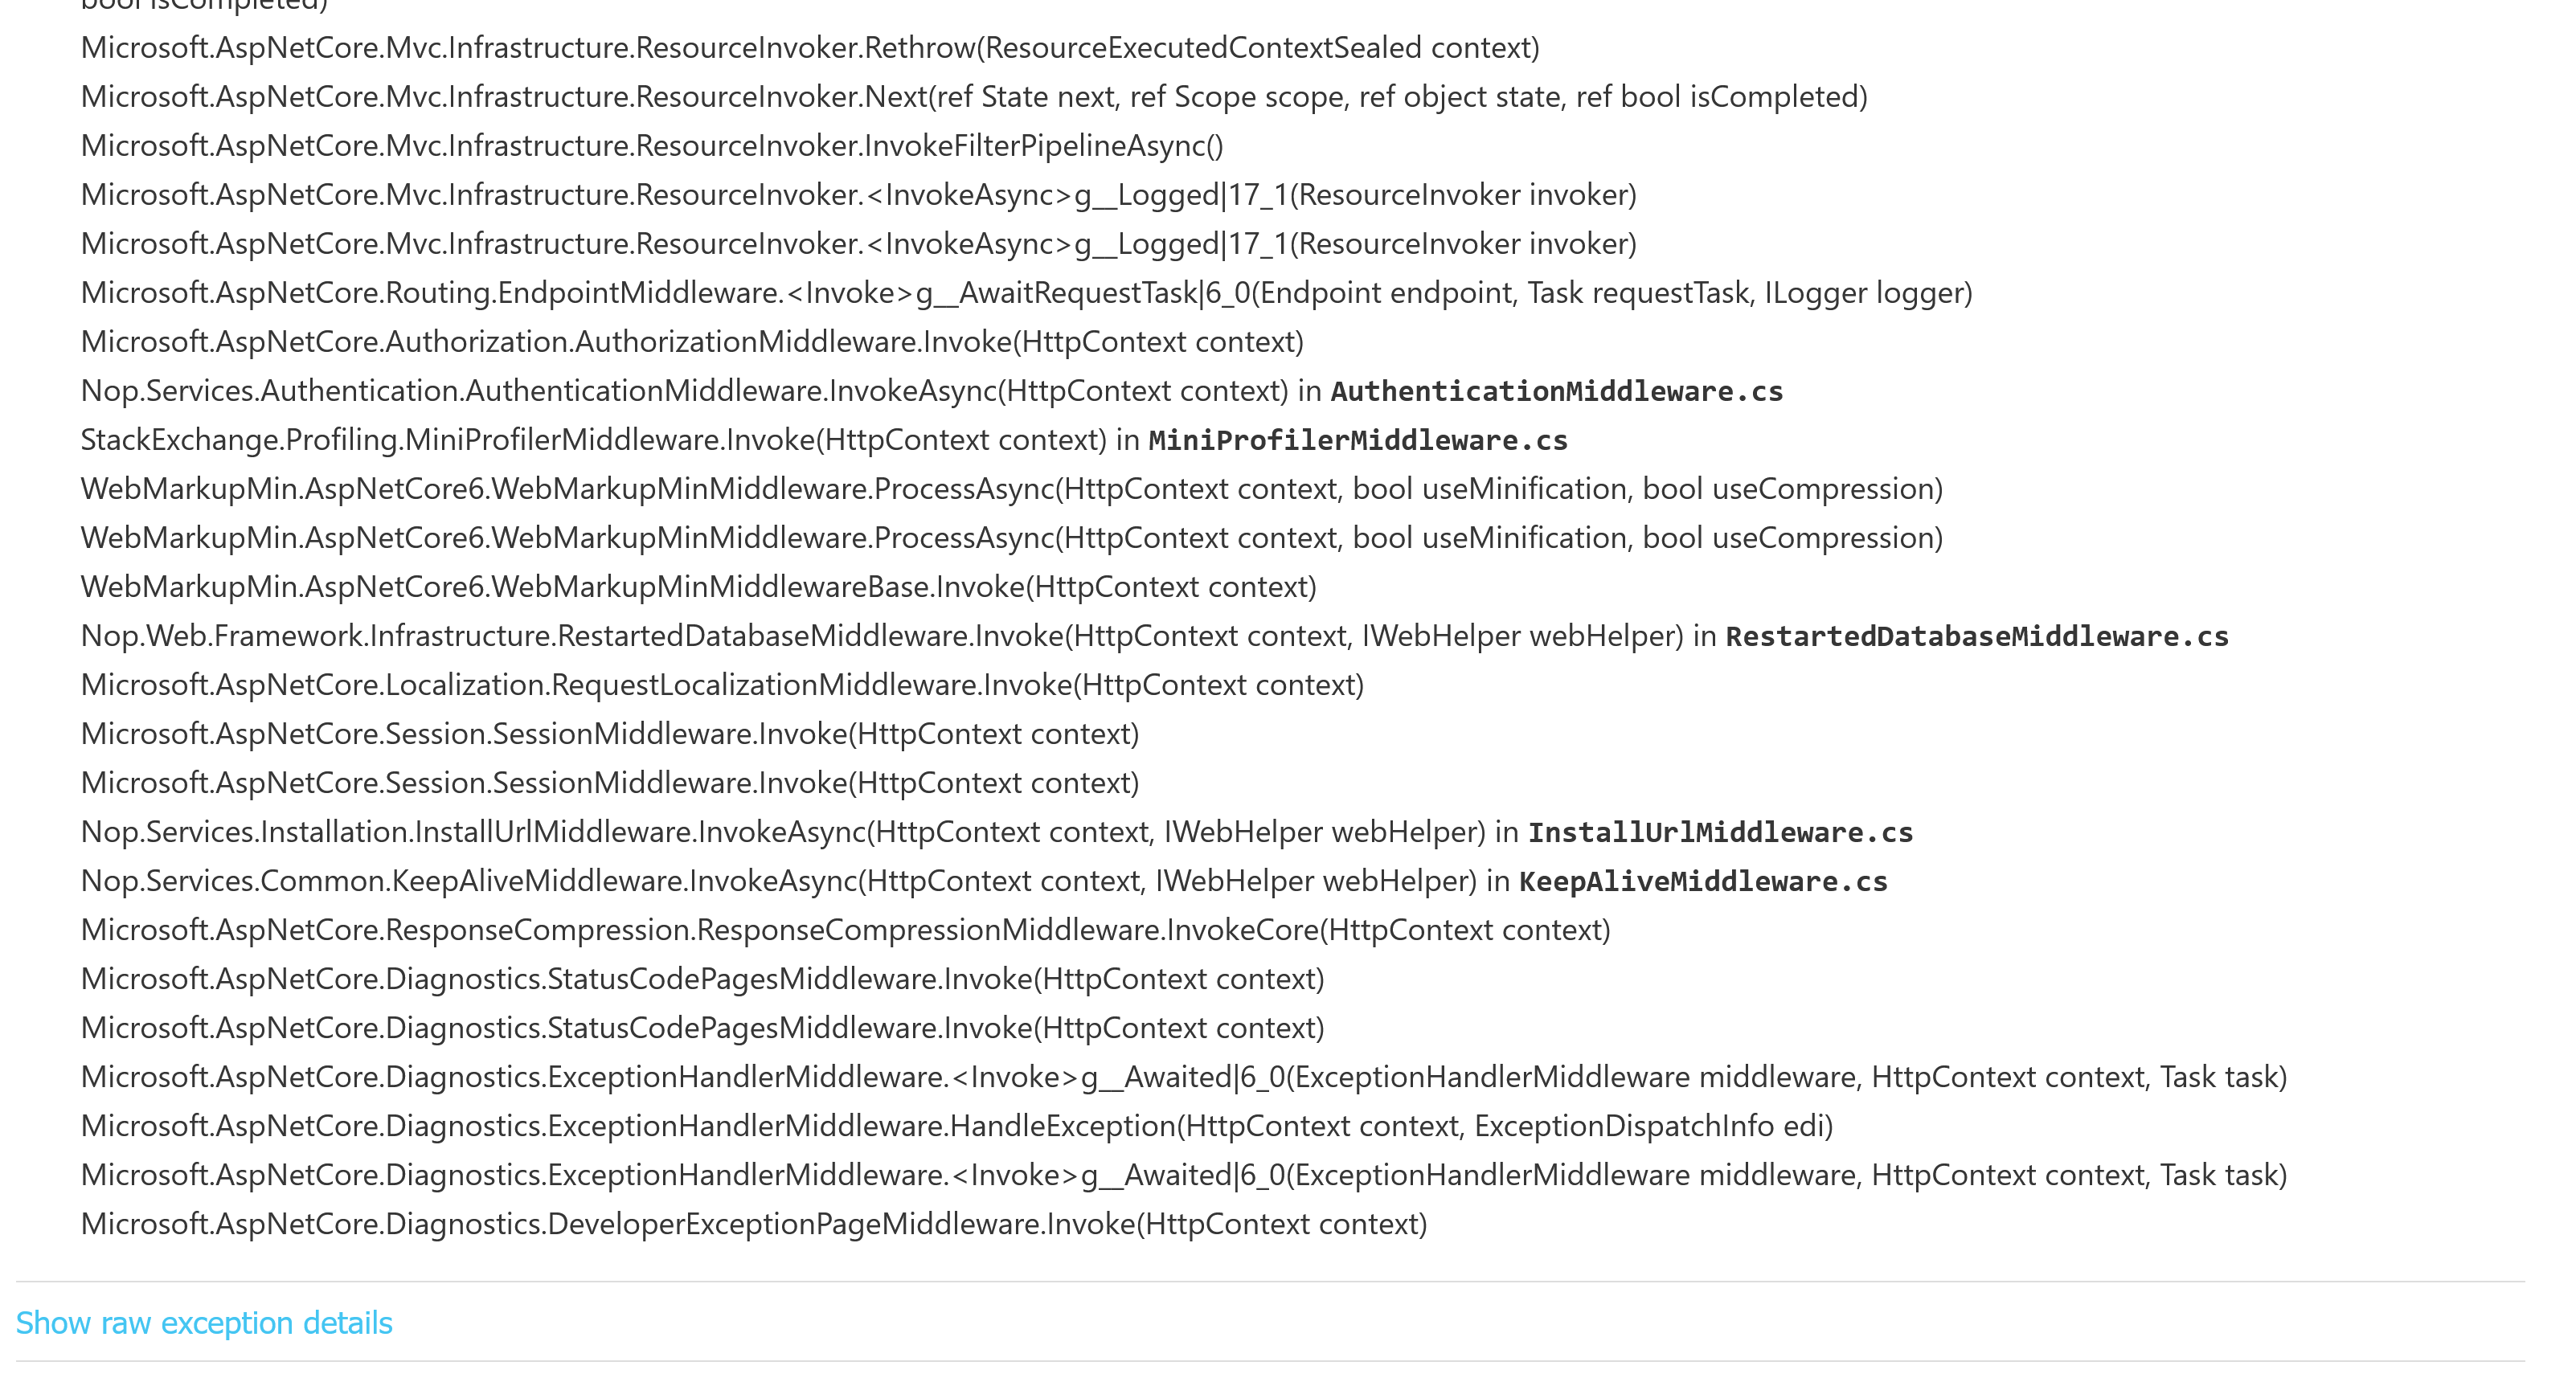 bool isCompleted)
Microsoft.AspNetCore.Mvc.Infrastructure.ResourceInvoker.Rethrow(ResourceExecutedContextSealed context)
Microsoft.AspNetCore.Mvc.Infrastructure.ResourceInvoker.Next(ref State next, ref Scope scope, ref object state, ref bool isCompleted)
Microsoft.AspNetCore.Mvc.Infrastructure.ResourceInvoker.InvokeFilterPipelineAsync()
Microsoft.AspNetCore.Mvc.Infrastructure.ResourceInvoker.<InvokeAsync>g__Logged|17_1(ResourceInvoker invoker)
Microsoft.AspNetCore.Mvc.Infrastructure.ResourceInvoker.<InvokeAsync>g__Logged|17_1(ResourceInvoker invoker)
Microsoft.AspNetCore.Routing.EndpointMiddleware.<Invoke>g__AwaitRequestTask|6_0(Endpoint endpoint, Task requestTask, ILogger logger)
Microsoft.AspNetCore.Authorization.AuthorizationMiddleware.Invoke(HttpContext context)
Nop.Services.Authentication.AuthenticationMiddleware.InvokeAsync(HttpContext context) in AuthenticationMiddleware.cs
StackExchange.Profiling.MiniProfilerMiddleware.Invoke(HttpContext context) in MiniProfilerMiddleware.cs
WebMarkupMin.AspNetCore6.WebMarkupMinMiddleware.ProcessAsync(HttpContext context, bool useMinification, bool useCompression)
WebMarkupMin.AspNetCore6.WebMarkupMinMiddleware.ProcessAsync(HttpContext context, bool useMinification, bool useCompression)
WebMarkupMin.AspNetCore6.WebMarkupMinMiddlewareBase.Invoke(HttpContext context)
Nop.Web.Framework.Infrastructure.RestartedDatabaseMiddleware.Invoke(HttpContext context, IWebHelper webHelper) in RestartedDatabaseMiddleware.cs
Microsoft.AspNetCore.Localization.RequestLocalizationMiddleware.Invoke(HttpContext context)
Microsoft.AspNetCore.Session.SessionMiddleware.Invoke(HttpContext context)
Microsoft.AspNetCore.Session.SessionMiddleware.Invoke(HttpContext context)
Nop.Services.Installation.InstallUrlMiddleware.InvokeAsync(HttpContext context, IWebHelper webHelper) in InstallUrlMiddleware.cs
Nop.Services.Common.KeepAliveMiddleware.InvokeAsync(HttpContext context, IWebHelper webHelper) in KeepAliveMiddleware.cs
Microsoft.AspNetCore.ResponseCompression.ResponseCompressionMiddleware.InvokeCore(HttpContext context)
Microsoft.AspNetCore.Diagnostics.StatusCodePagesMiddleware.Invoke(HttpContext context)
Microsoft.AspNetCore.Diagnostics.StatusCodePagesMiddleware.Invoke(HttpContext context)
Microsoft.AspNetCore.Diagnostics.ExceptionHandlerMiddleware.<Invoke>g__Awaited|6_0(ExceptionHandlerMiddleware middleware, HttpContext context, Task task)
Microsoft.AspNetCore.Diagnostics.ExceptionHandlerMiddleware.HandleException(HttpContext context, ExceptionDispatchInfo edi)
Microsoft.AspNetCore.Diagnostics.ExceptionHandlerMiddleware.<Invoke>g__Awaited|6_0(ExceptionHandlerMiddleware middleware, HttpContext context, Task task)
Microsoft.AspNetCore.Diagnostics.DeveloperExceptionPageMiddleware.Invoke(HttpContext context)
Show raw exception details